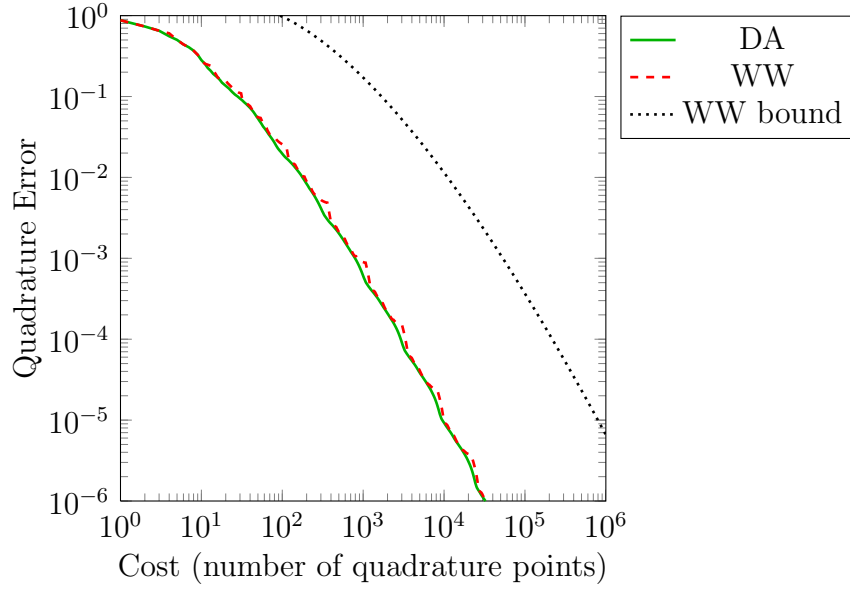 10^0
10^{-1}
10^{-2}
10^{-3}
10^{-4}
10^{-5}
10^{-6}
Quadrature Error
10^0 10^1 10^2 10^3 10^4 10^5 10^6
Cost (number of quadrature points)
DA
WW
WW bound